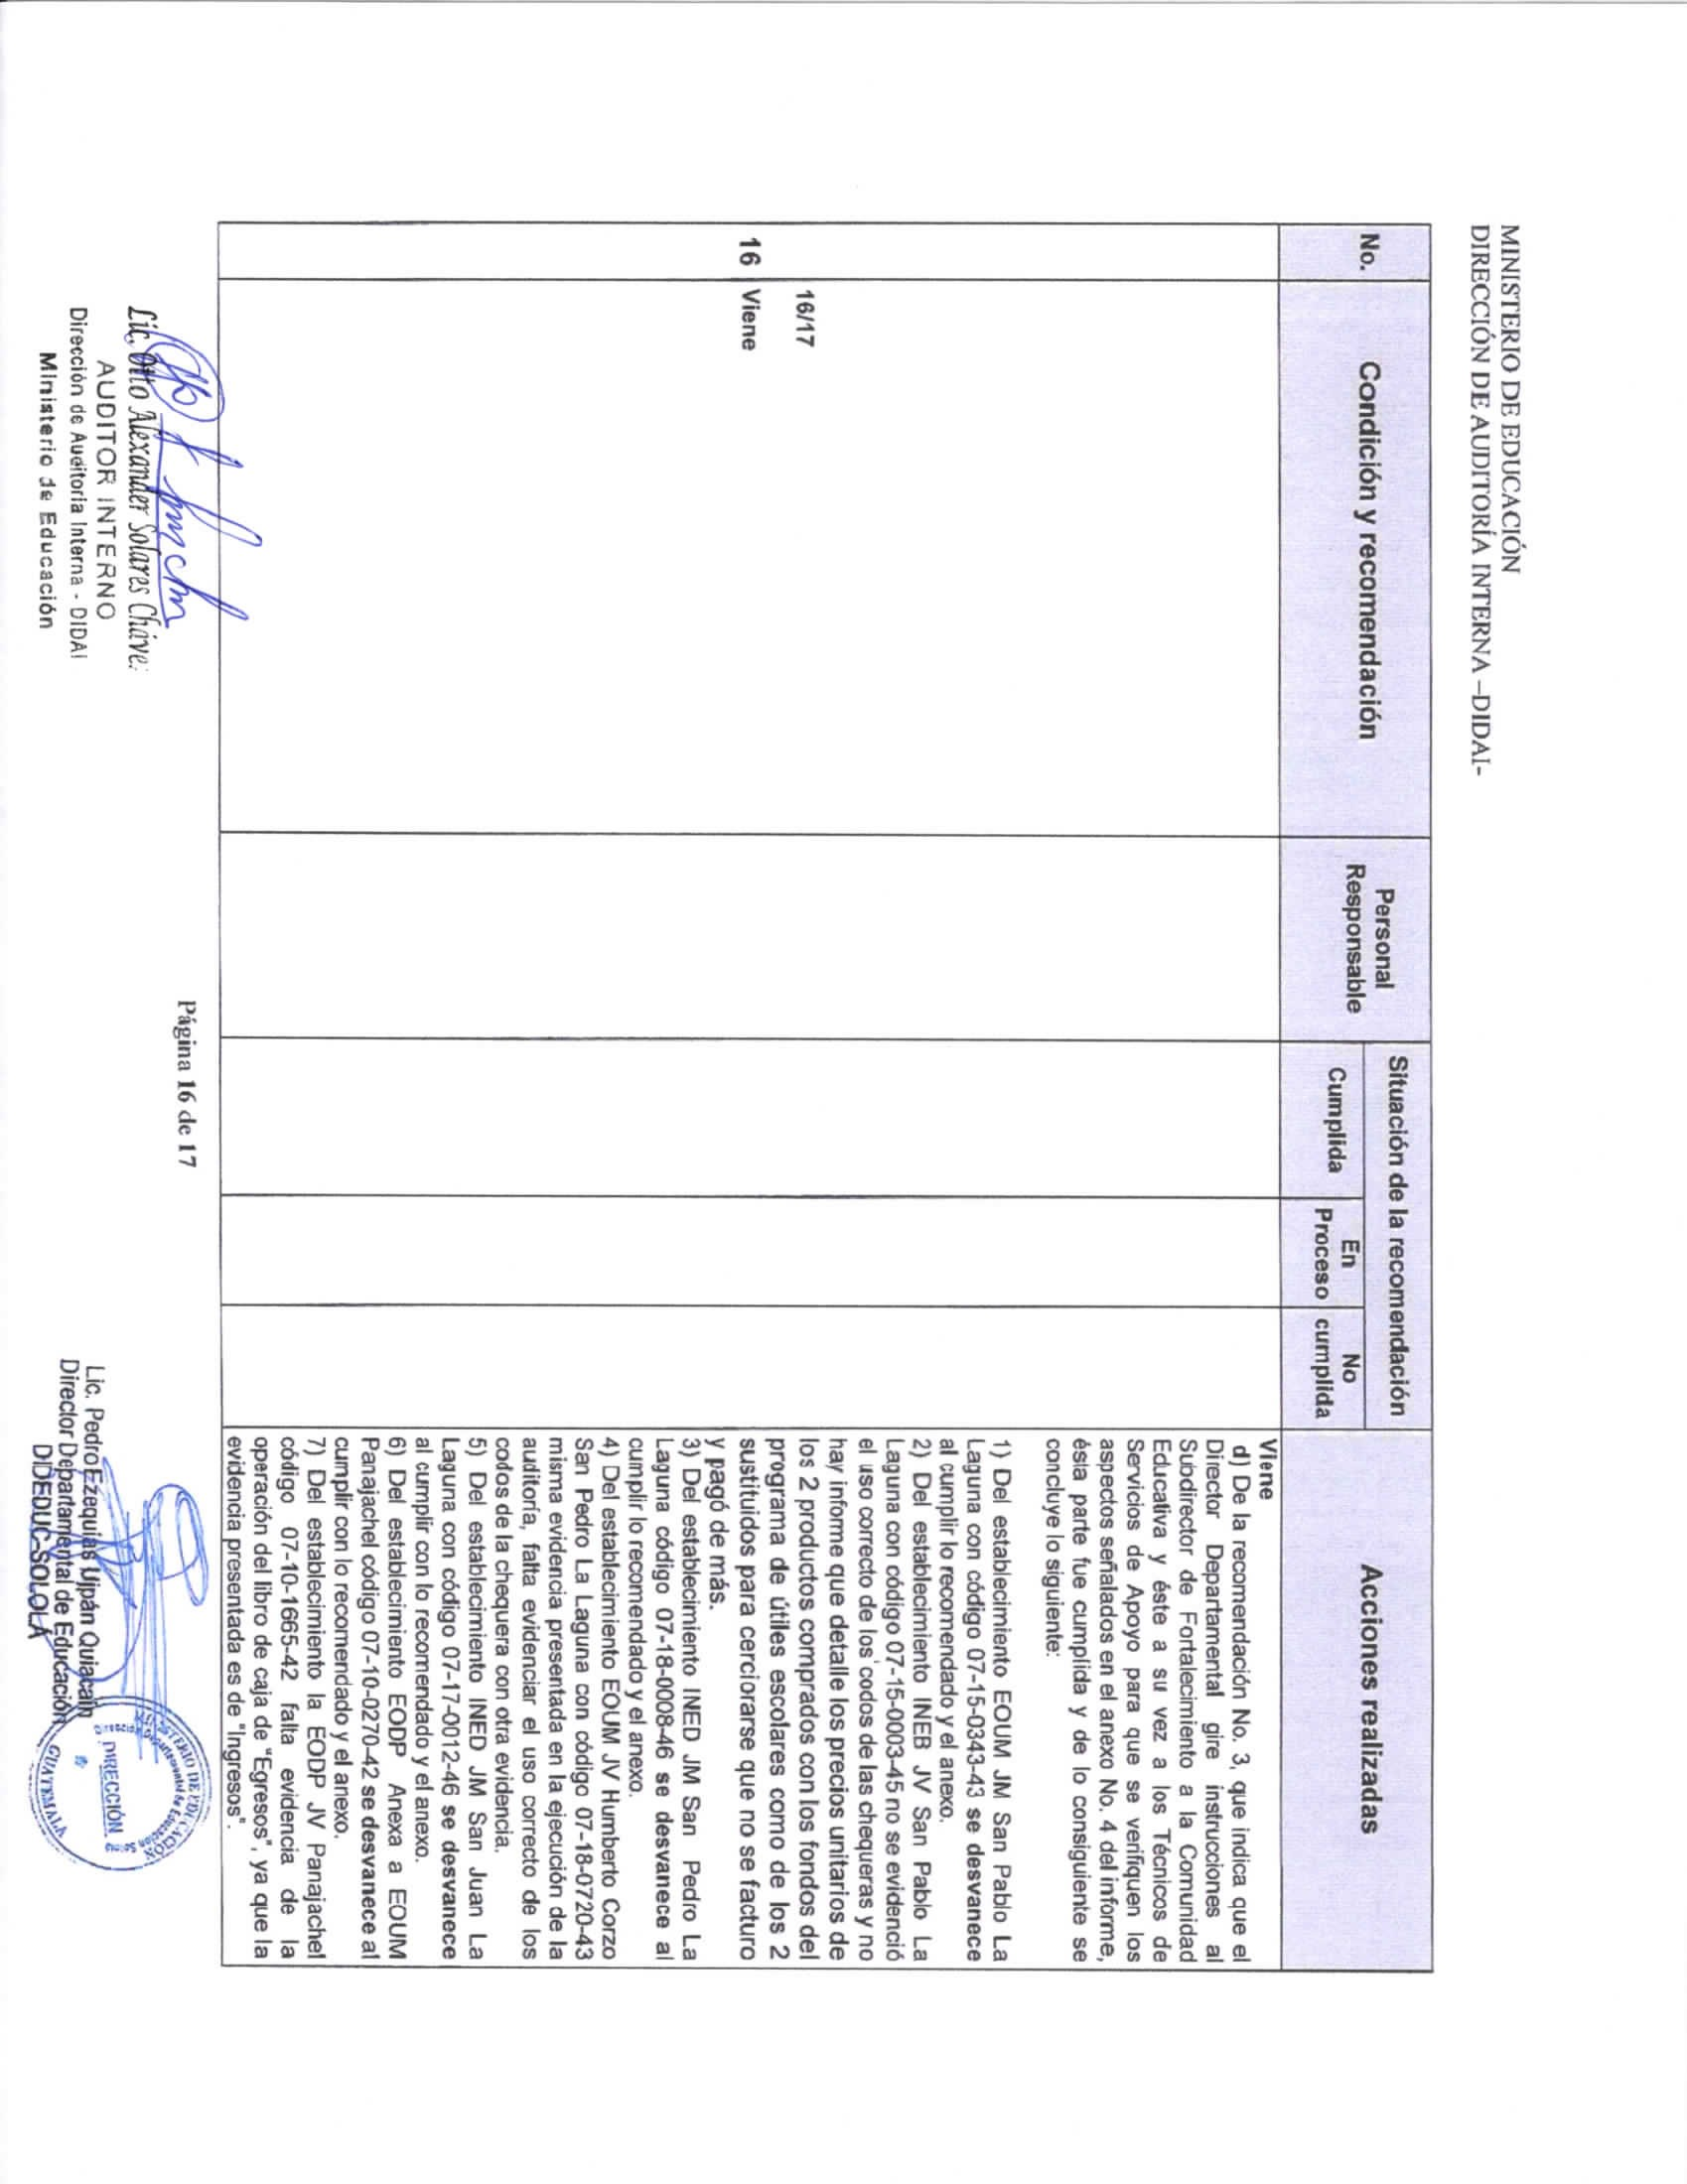 MINISTERIO DE EDUCACIÓN
DIRECCIÓN DE AUDITORÍA INTERNA –DIDAI-
No.
Condición y recomendación
Personal
Responsable
Situación de la recomendación
Cumplida
En
Proceso
No
cumplida
Acciones realizadas
16/17
16
Viene
Viene
d) De la recomendación No. 3, que indica que el
Director Departamental gire instrucciones al
Subdirector de Fortalecimiento a la Comunidad
Educativa y éste a su vez a los Técnicos de
Servicios de Apoyo para que se verifiquen los
aspectos señalados en el anexo No. 4 del informe,
ésta parte fue cumplida y de lo consiguiente se
concluye lo siguiente:
1) Del establecimiento EOUM JM San Pablo La
Laguna con código 07-15-0343-43 se desvanece
al cumplir lo recomendado y el anexo.
2) Del establecimiento INEB JV San Pablo La
Laguna con código 07-15-0003-45 no se evidenció
el uso correcto de los codos de las chequeras y no
hay informe que detalle los precios unitarios de
los 2 productos comprados con los fondos del
programa de útiles escolares como de los 2
sustituidos para cerciorarse que no se facturo
y pagó de más.
3) Del establecimiento INED JM San Pedro La
Laguna código 07-18-0008-46 se desvanece al
cumplir lo recomendado y el anexo.
4) Del establecimiento EOUM JV Humberto Corzo
San Pedro La Laguna con código 07-18-0720-43
misma evidencia presentada en la ejecución de la
auditoría, falta evidenciar el uso correcto de los
codos de la chequera con otra evidencia.
5) Del establecimiento INED JM San Juan La
Laguna con código 07-17-0012-46 se desvanece
al cumplir con lo recomendado y el anexo.
6) Del establecimiento EODP Anexa a EOUM
Panajachel código 07-10-0270-42 se desvanece al
cumplir con lo recomendado y el anexo.
7) Del establecimiento la EODP JV Panajachel
código 07-10-1665-42 falta evidencia de la
operación del libro de caja de "Egresos", ya que la
evidencia presentada es de "Ingresos".
Lic. Otto Alexander Solares Cháve
AUDITOR INTERNO
Dirección de Auditoria Interna - DIDAI
Ministerio de Educación
Página 16 de 17
Lic. Pedro Ezequías Ujpán Quiacaín
Director Departamental de Educación
DIDEDUC-SOLOLÁ
MINISTERIO DE EDUCACIÓN
DIRECCIÓN
GUATEMALA